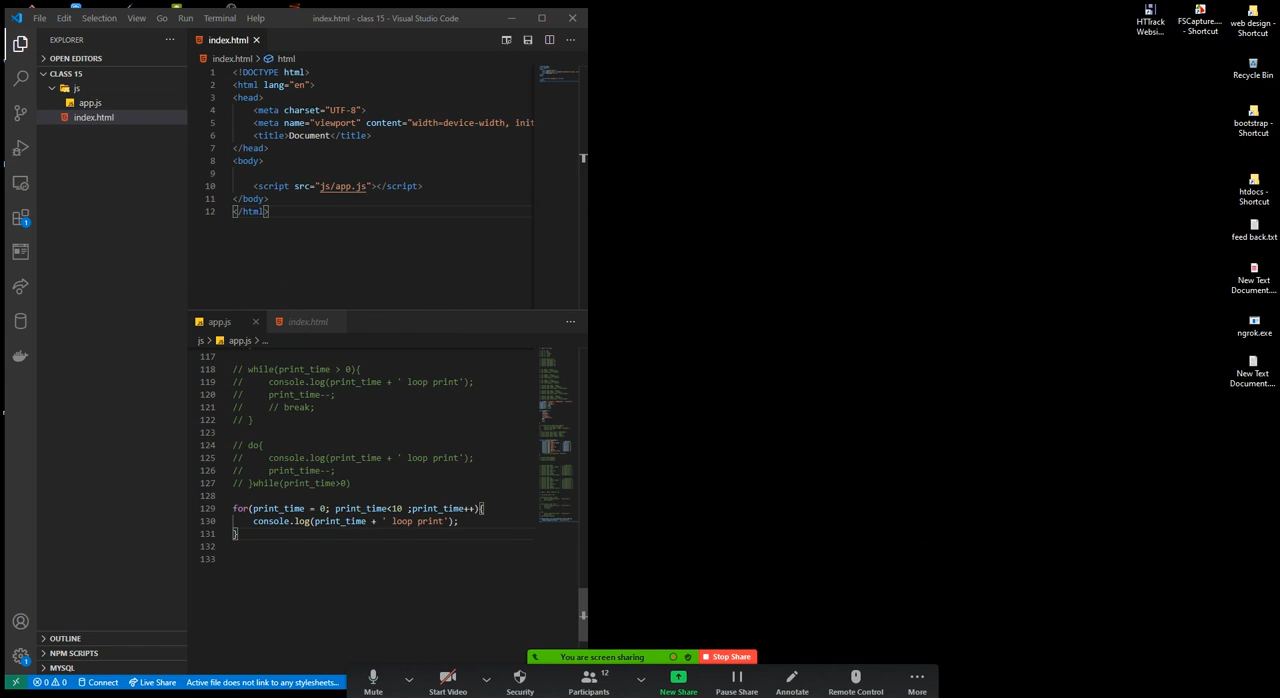 File Edit Selection View Go Run Terminal Help
index.html - class 15 - Visual Studio Code
EXPLORER
OPEN EDITORS
CLASS 15
js
app.js
index.html
OUTLINE
NPM SCRIPTS
MYSQL
index.html
index.html > html
1 <!DOCTYPE html>
2 <html lang="en">
3 <head>
4 <meta charset="UTF-8">
5 <meta name="viewport" content="width=device-width, init
6 <title>Document</title>
7 </head>
8 <body>
9
10 <script src="js/app.js"></script>
11 </body>
12 </html>
app.js index.html
js > app.js > ...
117
118 // while(print_time > 0){
119 // console.log(print_time + ' loop print');
120 // print_time--;
121 // // break;
122 // }
123
124 // do{
125 // console.log(print_time + ' loop print');
126 // print_time--;
127 // }while(print_time>0)
128
129 for(print_time = 0; print_time<10 ;print_time++){
130 console.log(print_time + ' loop print');
131 }
132
133
0 0 Connect Live Share Active file does not link to any stylesheets...
1
1
HTTrack
Websi...
FSCapture....
- Shortcut
web design -
Shortcut
Recycle Bin
bootstrap -
Shortcut
htdocs -
Shortcut
feed back.txt
New Text
Document....
ngrok.exe
New Text
Document....
You are screen sharing Stop Share
12
Mute Start Video Security Participants New Share Pause Share Annotate Remote Control More